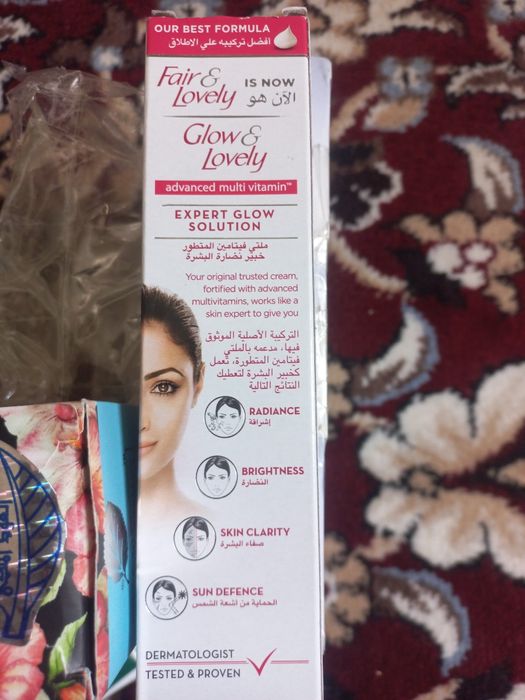 OUR BEST FORMULA
افضل تركيبه علي الاطلاق
Fair &
Lovely
IS NOW
الآن هو
Glow &
Lovely
advanced multi vitamin™
EXPERT GLOW
SOLUTION
ملتي فيتامين المتطور
خبير نضارة البشرة
Your original trusted cream,
fortified with advanced
multivitamins, works like a
skin expert to give you
التركيبة الأصلية الموثوق
فيها، مدعمه بالملتي
فيتامين المتطورة، تعمل
كخبير البشرة لتعطيك
النتائج التالية
RADIANCE
إشراقة
BRIGHTNESS
النضارة
SKIN CLARITY
صفاء البشرة
SUN DEFENCE
الحماية من أشعة الشمس
DERMATOLOGIST
TESTED & PROVEN